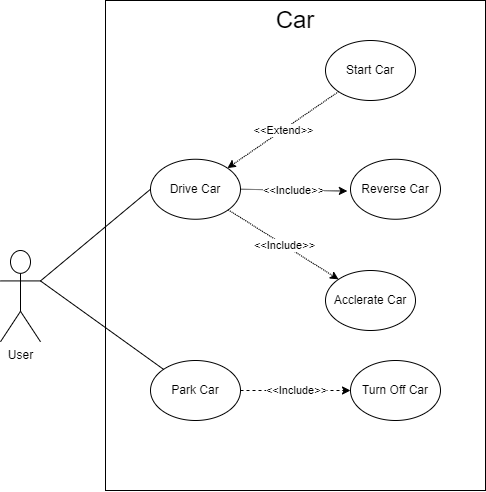 Car
Start Car
<<Extend>>
Drive Car
<<Include>>
Reverse Car
<<Include>>
Acclerate Car
User
Park Car
<<Include>>
Turn Off Car